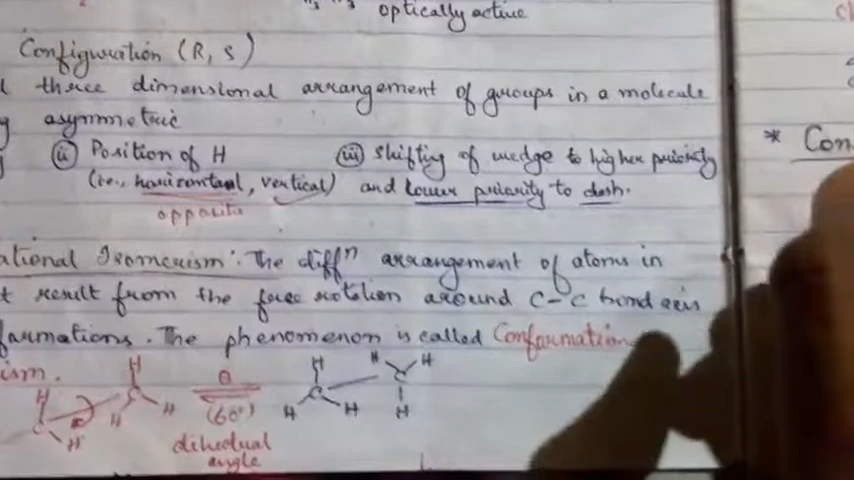 optically active
Configuration (R, S)
three dimensional arrangement of groups in a molecule
asymmetric
(ii) Position of H (iii) Shifting of wedge to higher priority
(i.e., horizontal, vertical) and lower priority to dash.
opposite
ational Isomerism: The diffⁿ arrangement of atoms in
t result from the free rotation around C-C bond axis
formations. The phenomenon is called Conformation
ism.
H H θ H H H
H C C H (60°) H C H C H
dihedual
angle
* Con